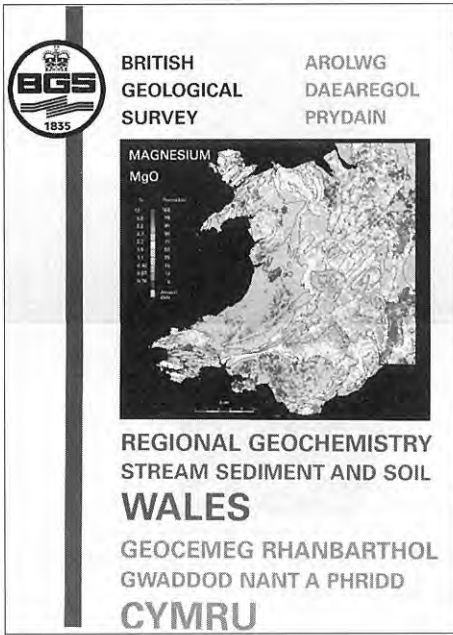 BGS
1835
BRITISH
GEOLOGICAL
SURVEY
AROLWG
DAEAREGOL
PRYDAIN
MAGNESIUM
MgO
REGIONAL GEOCHEMISTRY
STREAM SEDIMENT AND SOIL
WALES
GEOCEMEG RHANBARTHOL
GWADDOD NANT A PHRIDD
CYMRU